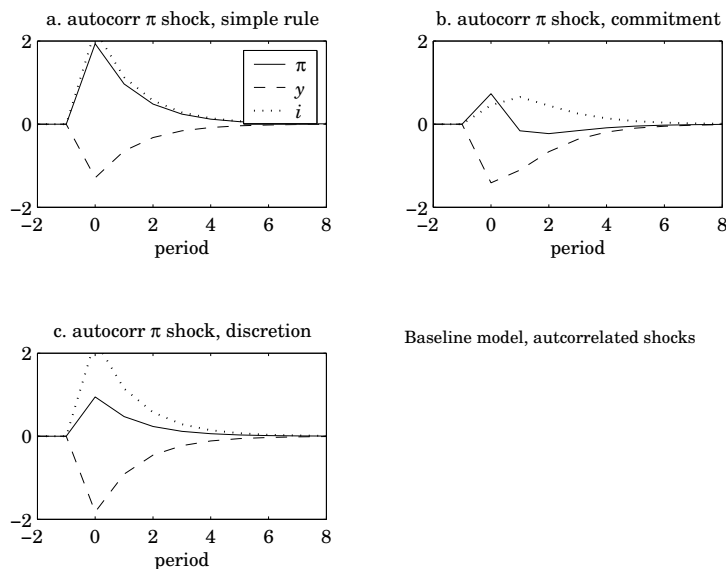 a. autocorr π shock, simple rule
2
0
−2
−2 0 2 4 6 8
period
π
y
i
b. autocorr π shock, commitment
2
0
−2
−2 0 2 4 6 8
period
c. autocorr π shock, discretion
2
0
−2
−2 0 2 4 6 8
period
Baseline model, autcorrelated shocks